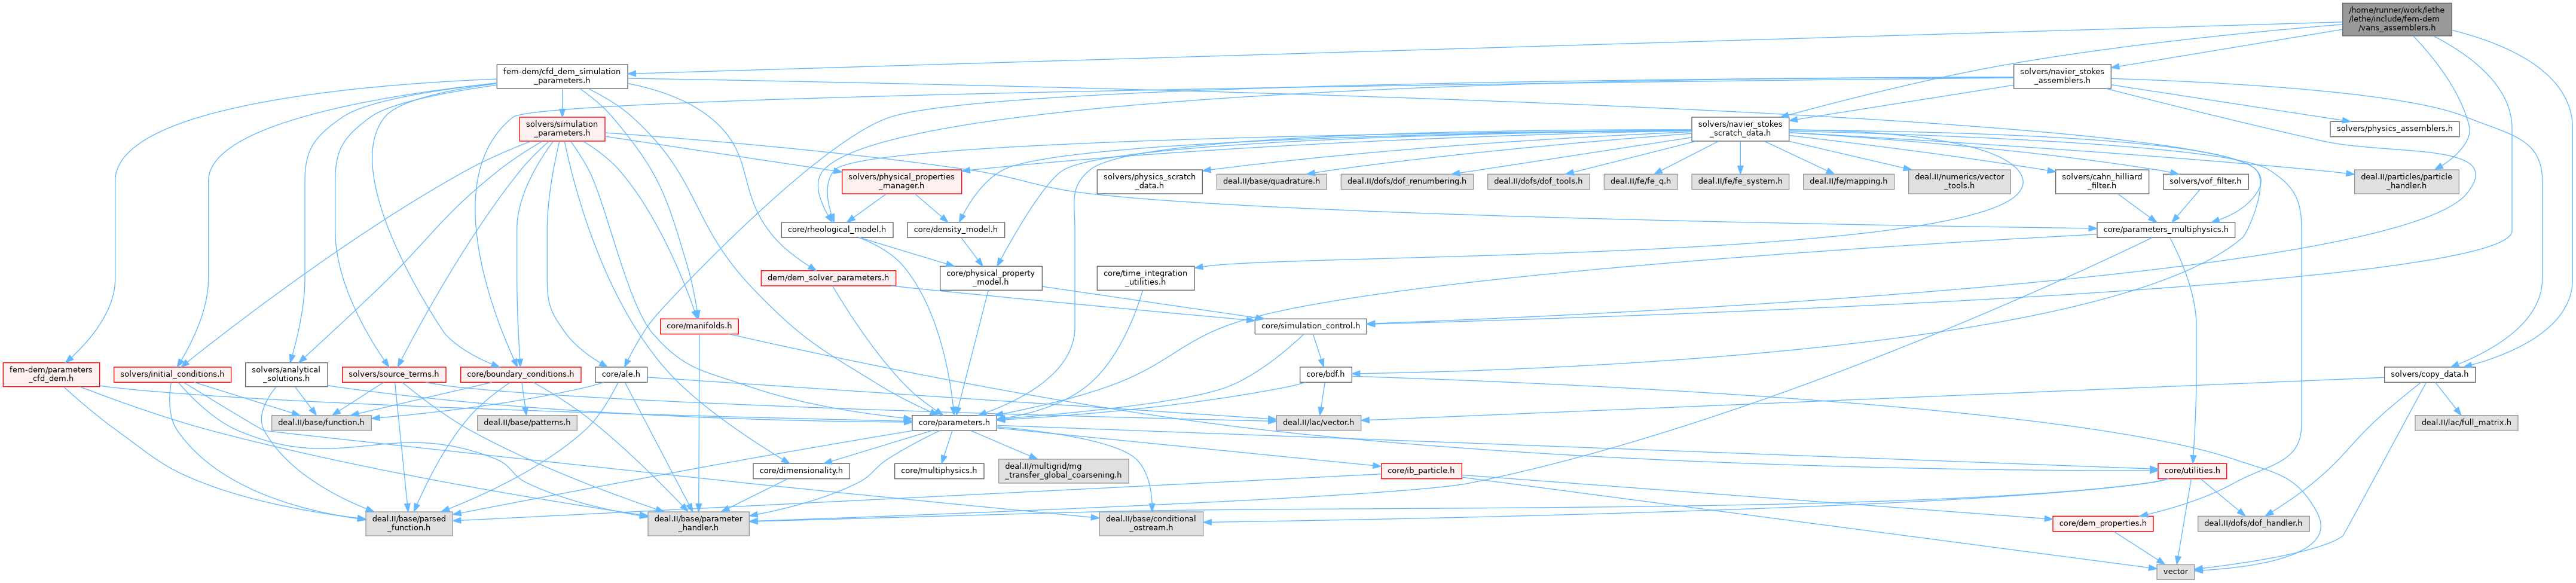 /home/runner/work/lethe
/lethe/include/fem-dem
/vans_assemblers.h
fem-dem/cfd_dem_simulation
_parameters.h
solvers/navier_stokes
_assemblers.h
solvers/simulation
_parameters.h
solvers/navier_stokes
_scratch_data.h
solvers/physics_assemblers.h
solvers/physical_properties
_manager.h
solvers/physics_scratch
_data.h
deal.II/base/quadrature.h
deal.II/dofs/dof_renumbering.h
deal.II/dofs/dof_tools.h
deal.II/fe/fe_q.h
deal.II/fe/fe_system.h
deal.II/fe/mapping.h
deal.II/numerics/vector
_tools.h
solvers/cahn_hilliard
_filter.h
solvers/vof_filter.h
deal.II/particles/particle
_handler.h
core/rheological_model.h
core/density_model.h
core/parameters_multiphysics.h
dem/dem_solver_parameters.h
core/physical_property
_model.h
core/time_integration
_utilities.h
core/manifolds.h
core/simulation_control.h
fem-dem/parameters
_cfd_dem.h
solvers/initial_conditions.h
solvers/analytical
_solutions.h
solvers/source_terms.h
core/boundary_conditions.h
core/ale.h
core/bdf.h
solvers/copy_data.h
deal.II/base/function.h
deal.II/base/patterns.h
core/parameters.h
deal.II/lac/vector.h
deal.II/lac/full_matrix.h
core/dimensionality.h
core/multiphysics.h
deal.II/multigrid/mg
_transfer_global_coarsening.h
core/ib_particle.h
core/utilities.h
deal.II/base/parsed
_function.h
deal.II/base/parameter
_handler.h
deal.II/base/conditional
_ostream.h
core/dem_properties.h
deal.II/dofs/dof_handler.h
vector